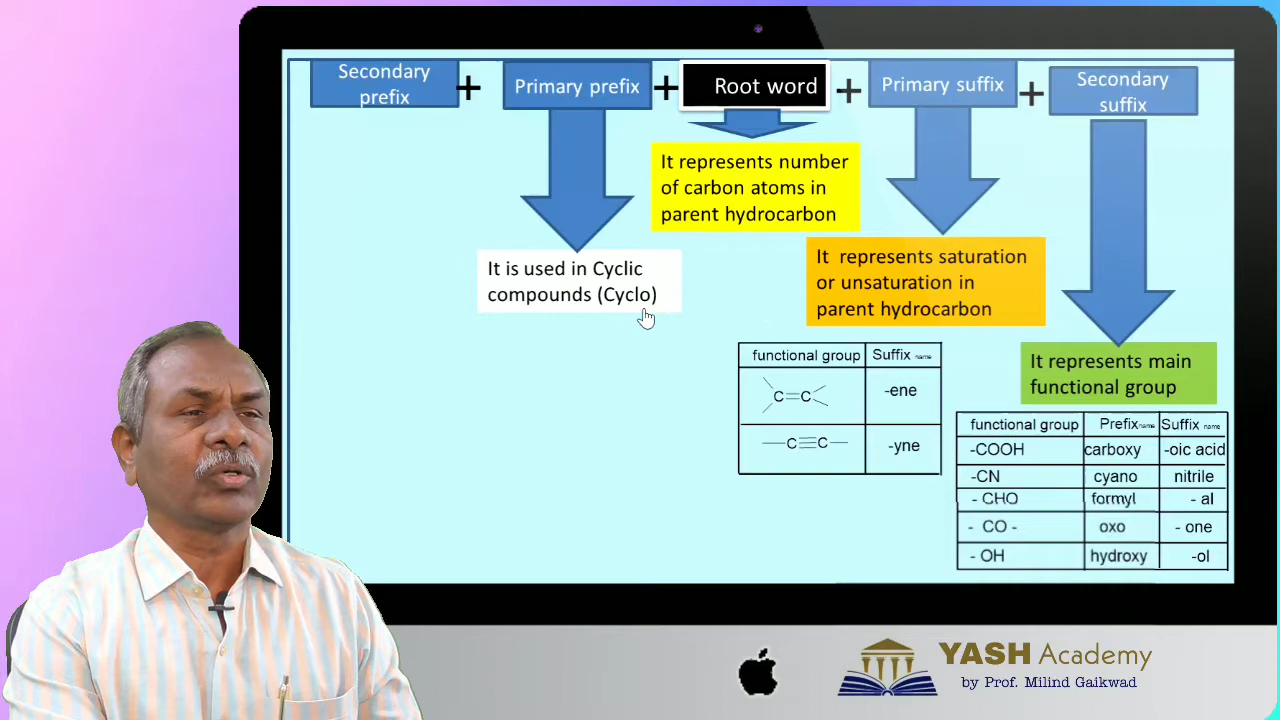 Secondary
prefix
+
Primary prefix
+
Root word
+
Primary suffix
+
Secondary
suffix
It represents number
of carbon atoms in
parent hydrocarbon
It is used in Cyclic
compounds (Cyclo)
It represents saturation
or unsaturation in
parent hydrocarbon
It represents main
functional group
functional group Suffix name
C=C -ene
—C≡C— -yne
functional group Prefix name Suffix name
-COOH carboxy -oic acid
-CN cyano nitrile
- CHO formyl - al
- CO - oxo - one
- OH hydroxy -ol
YASH Academy
by Prof. Milind Gaikwad